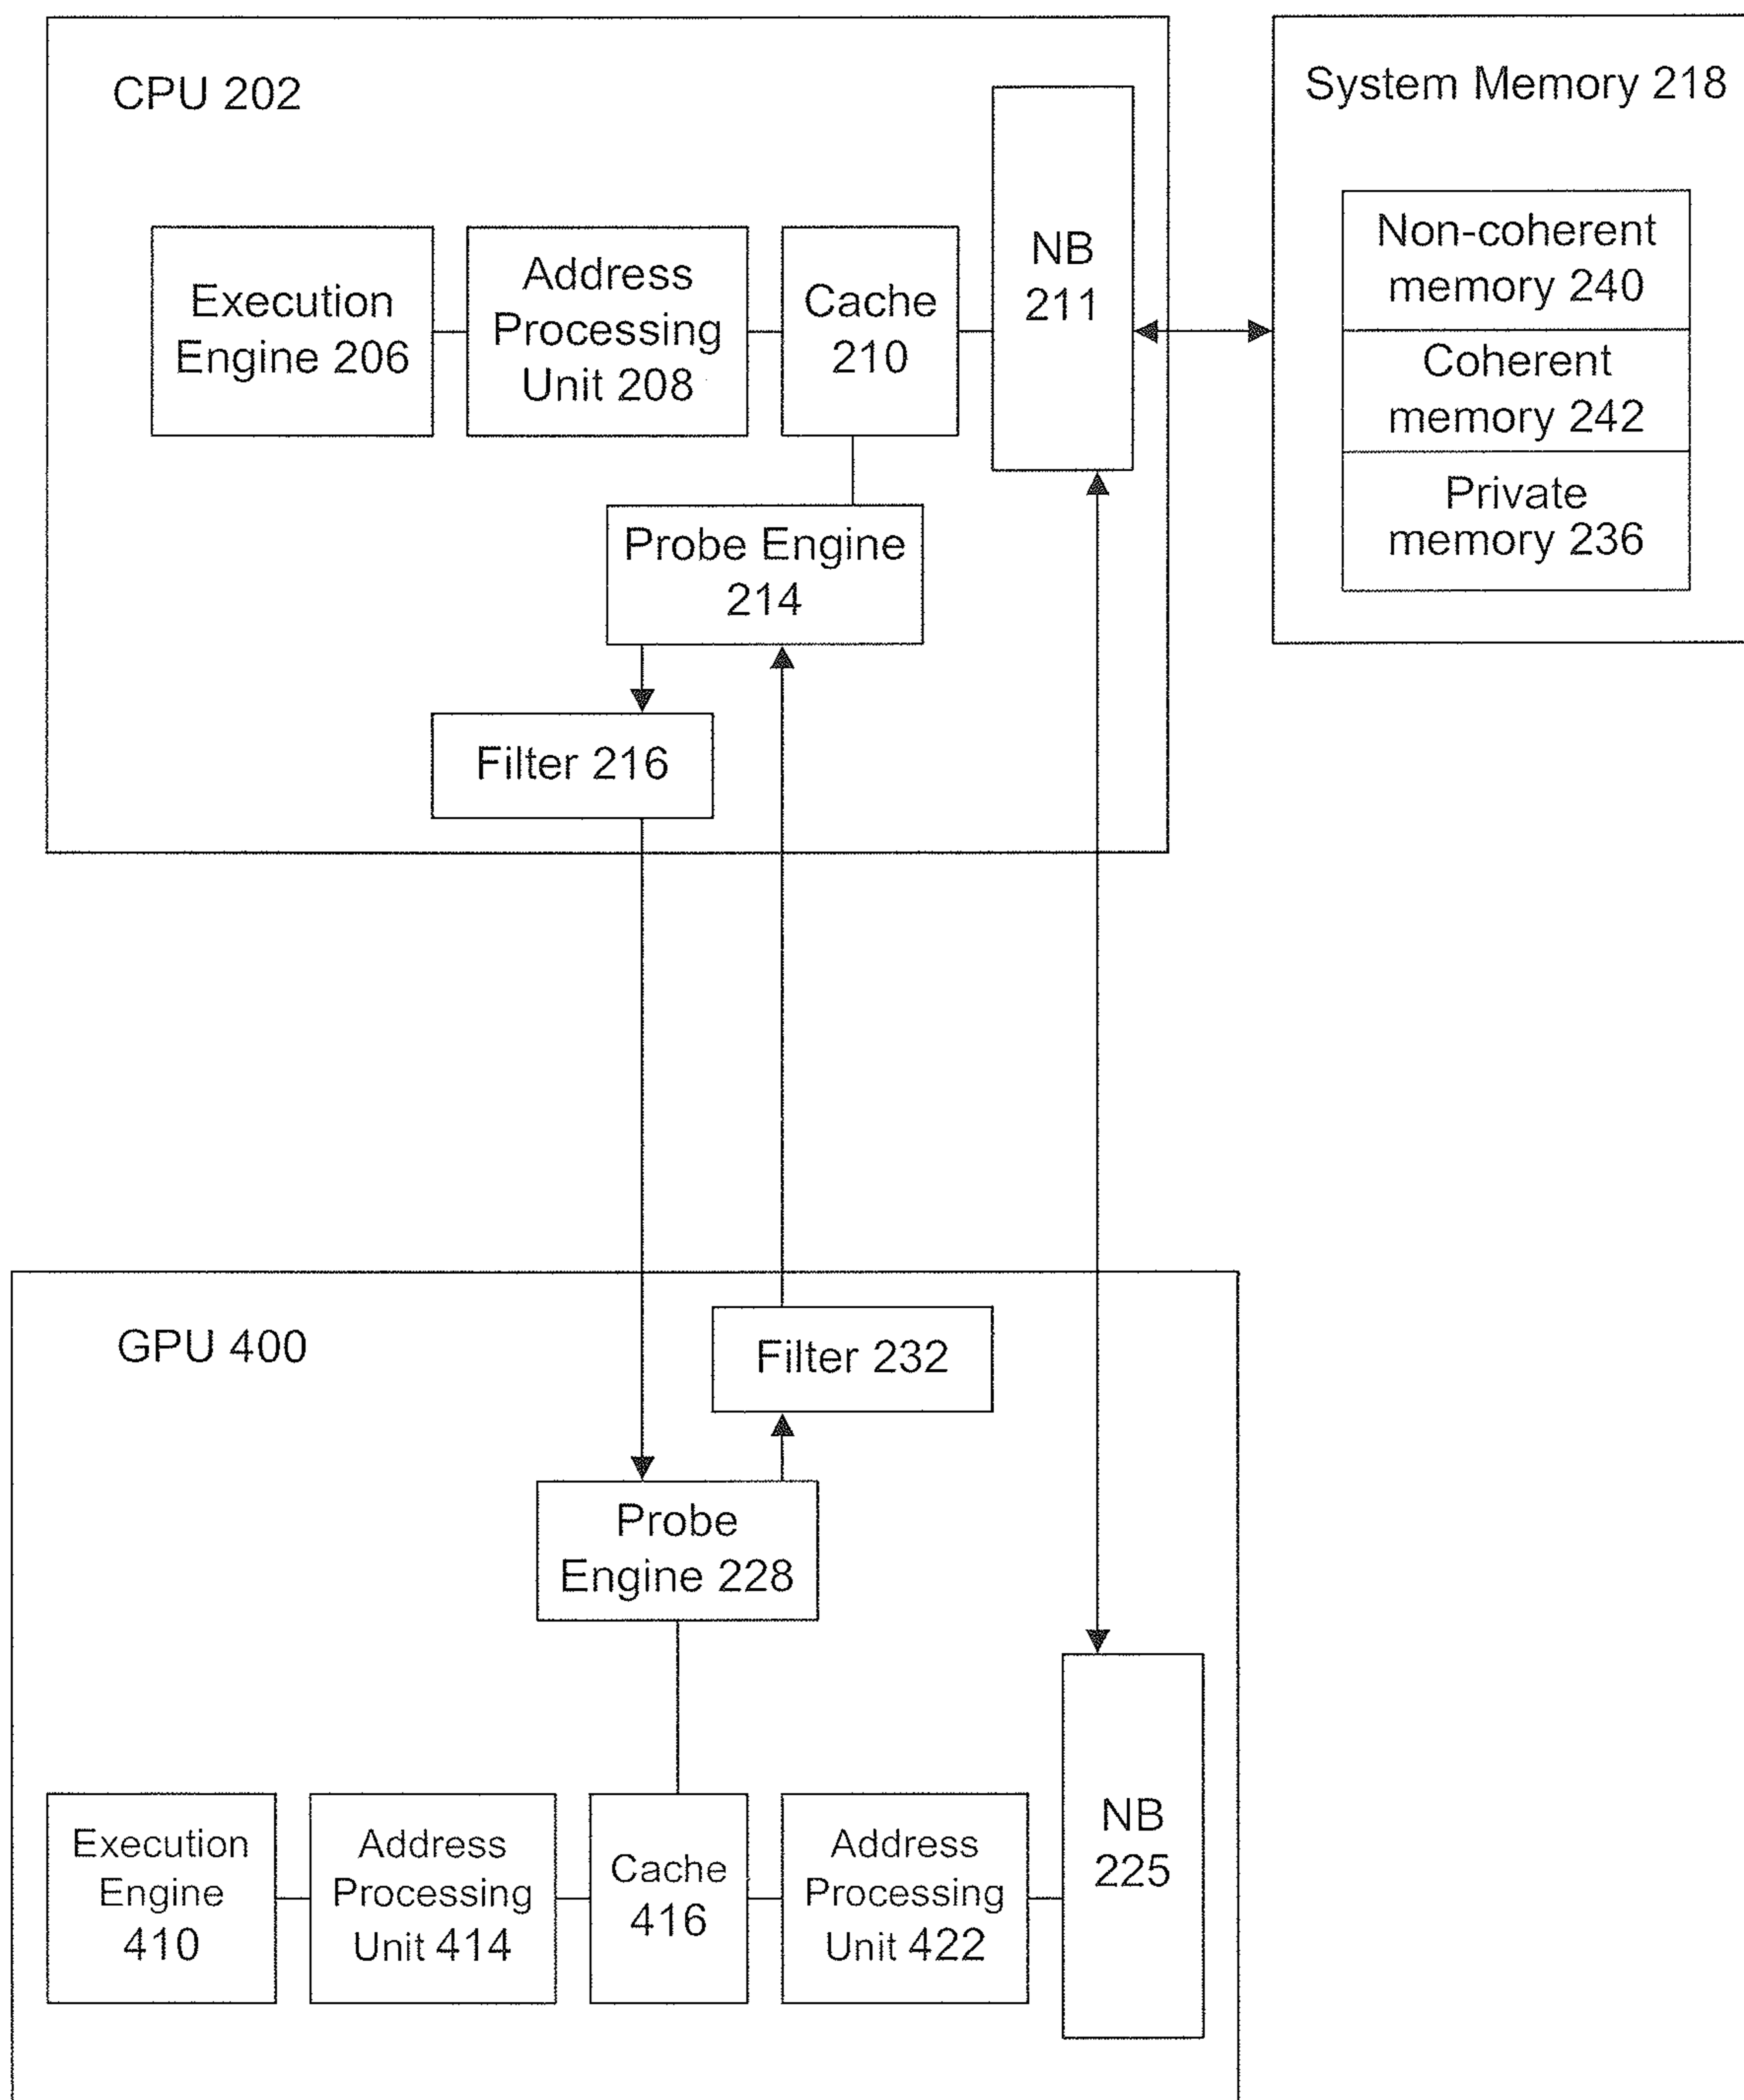 CPU 202
System Memory 218
Execution
Engine 206
Address
Processing
Unit 208
Cache
210
NB
211
Non-coherent
memory 240
Coherent
memory 242
Private
memory 236
Probe Engine
214
Filter 216
GPU 400
Filter 232
Probe
Engine 228
Execution
Engine
410
Address
Processing
Unit 414
Cache
416
Address
Processing
Unit 422
NB
225